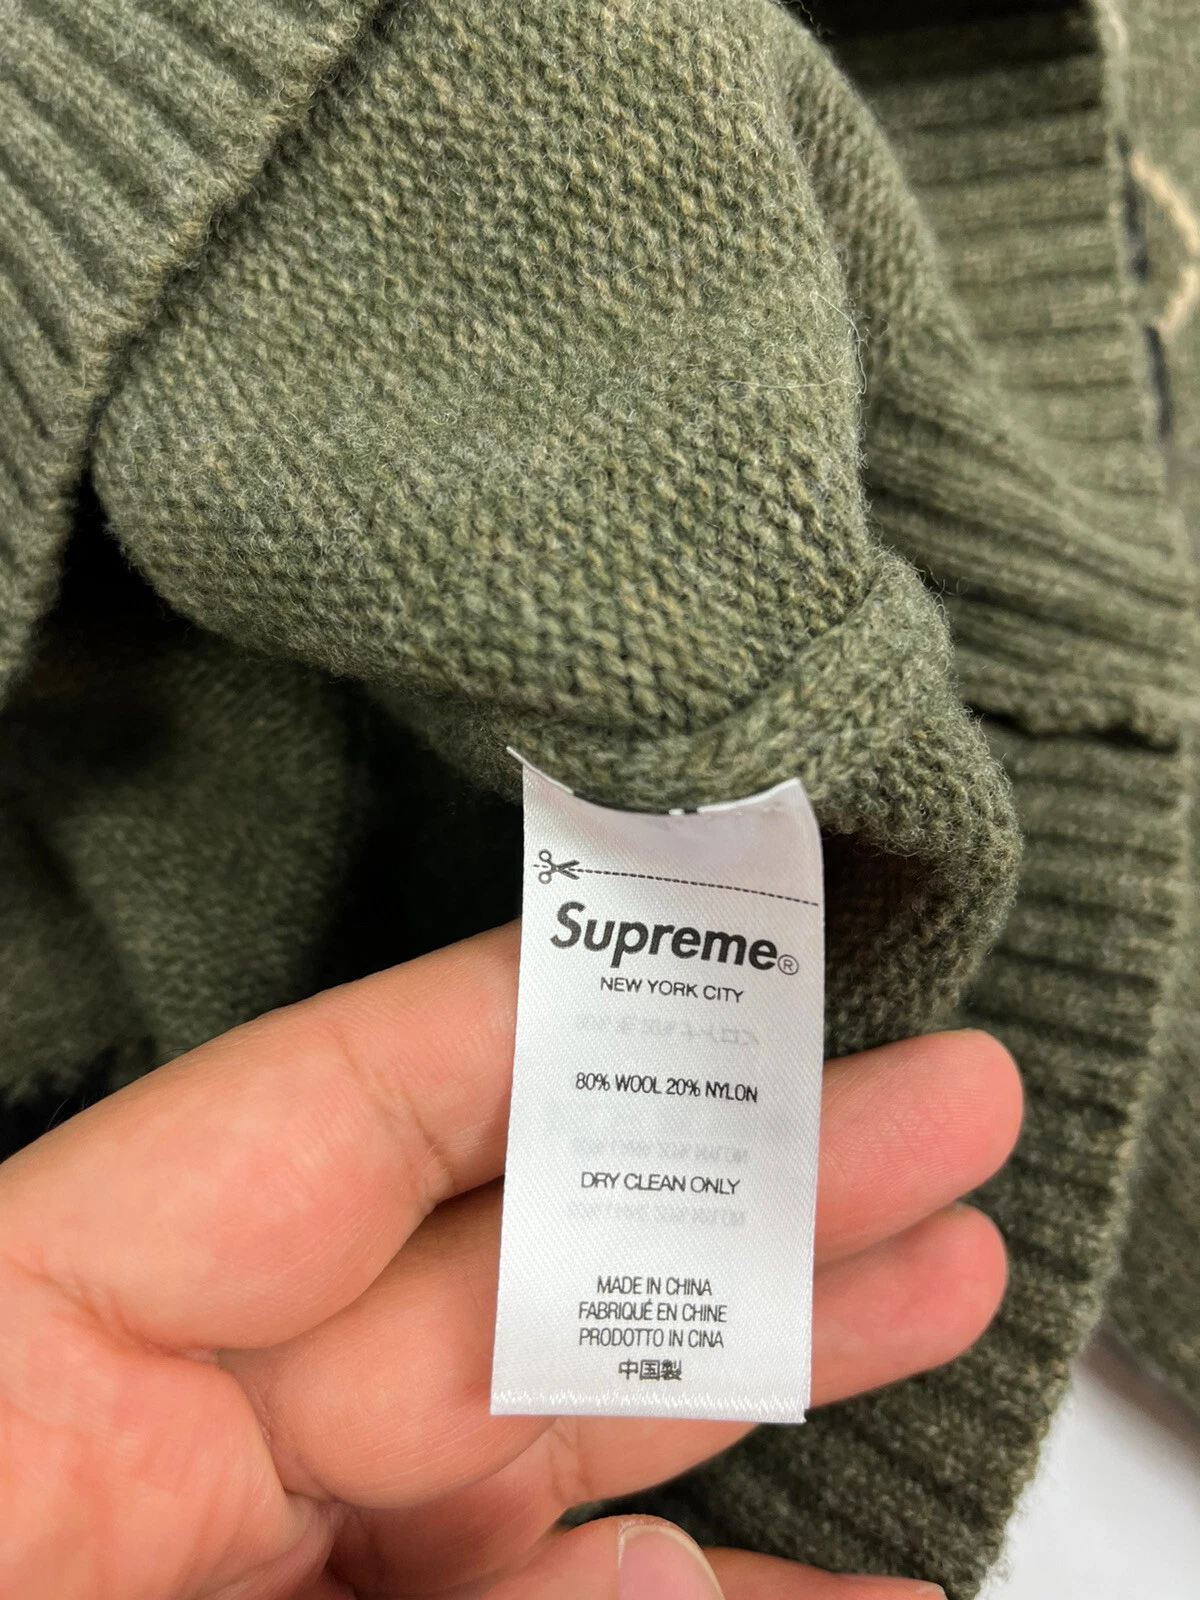 Supreme®
NEW YORK CITY
80% WOOL 20% NYLON
DRY CLEAN ONLY
MADE IN CHINA
FABRIQUÉ EN CHINE
PRODOTTO IN CINA
中国製